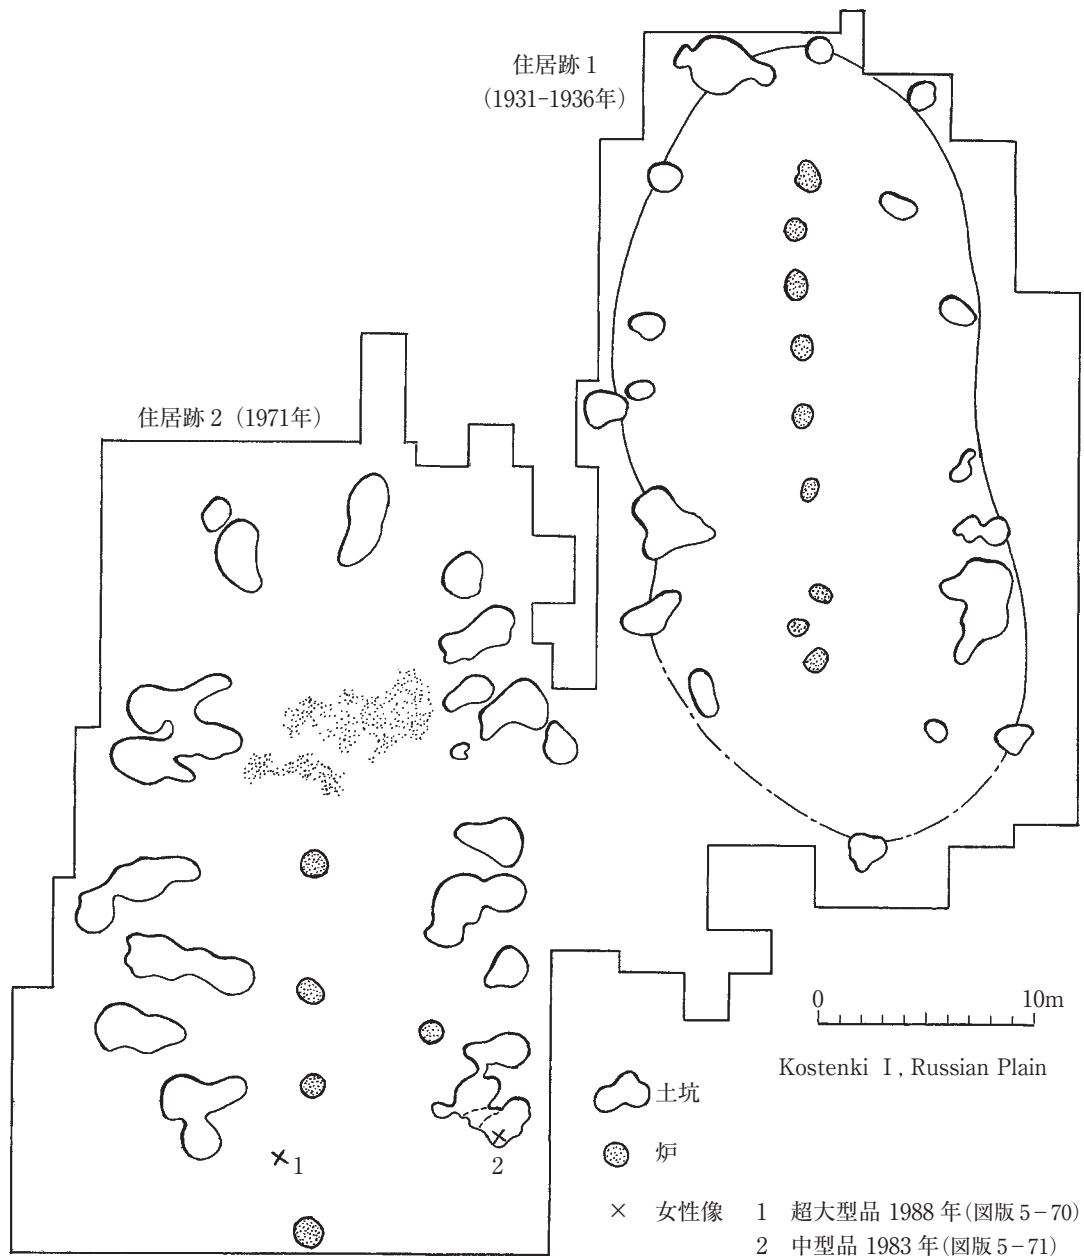 住居跡 1
（1931-1936年）
住居跡 2（1971年）
1
2
0 10m
Kostenki Ⅰ, Russian Plain
土坑
炉
× 女性像 1 超大型品 1988 年（図版 5－70）
2 中型品 1983 年（図版 5－71）